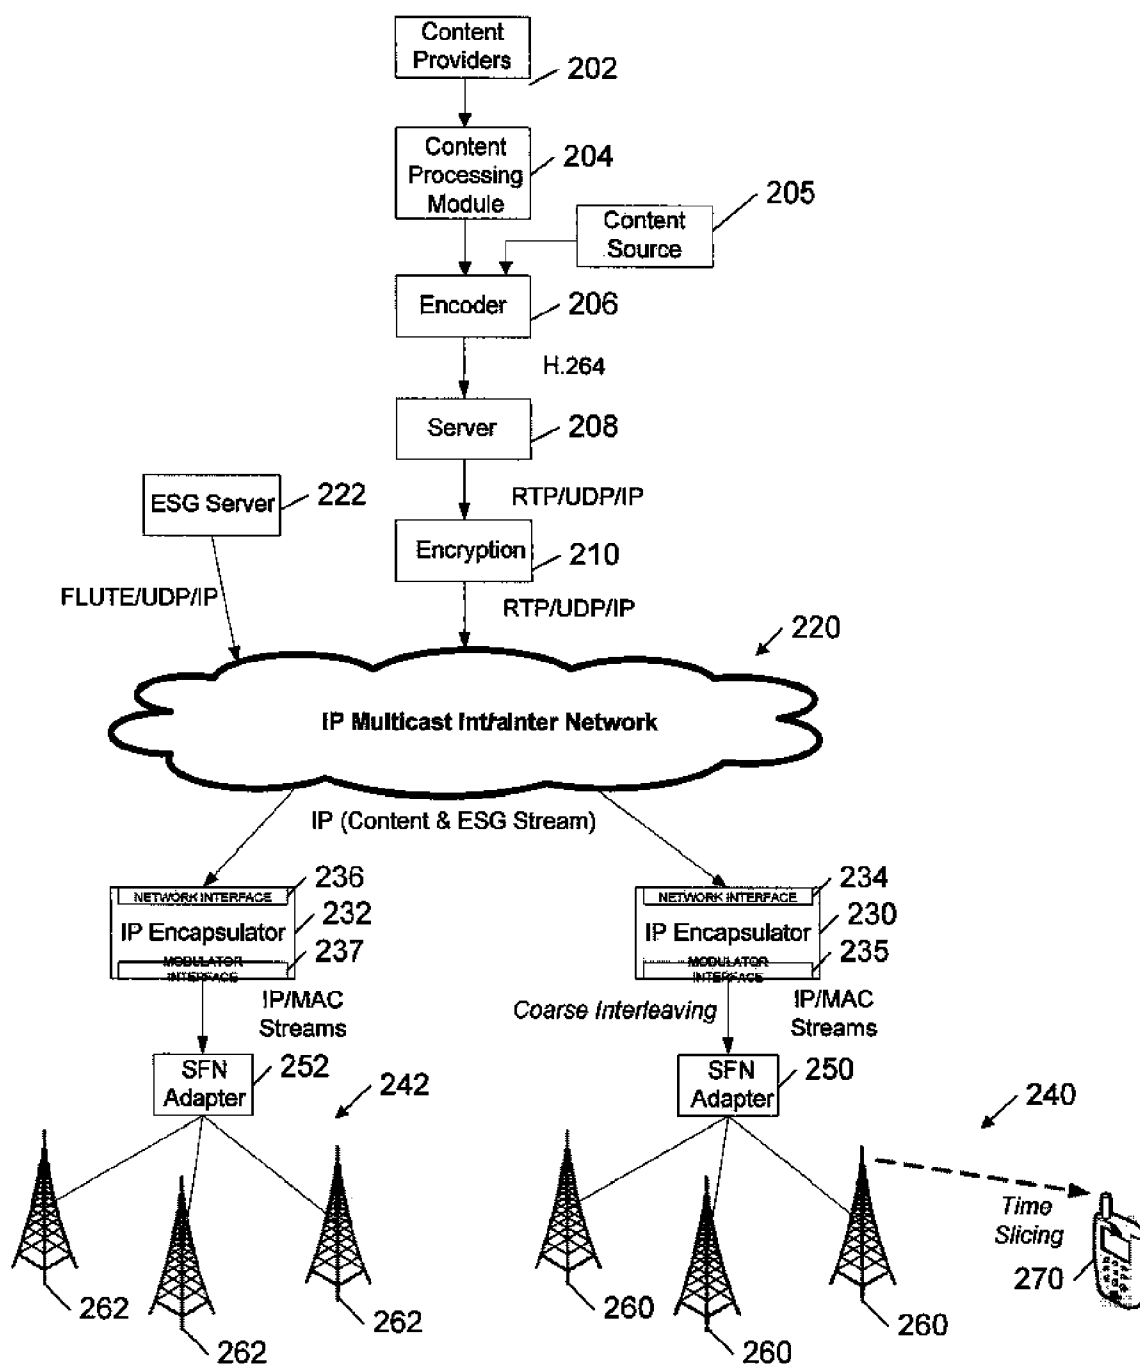 Content
Providers
202
Content
Processing
Module
204
205
Content
Source
Encoder
206
H.264
Server
208
ESG Server
222
RTP/UDP/IP
Encryption
210
FLUTE/UDP/IP
RTP/UDP/IP
220
IP Multicast Intra/Inter Network
IP (Content & ESG Stream)
NETWORK INTERFACE
236
IP Encapsulator
232
MODULATOR
INTERFACE
237
NETWORK INTERFACE
234
IP Encapsulator
230
MODULATOR
INTERFACE
235
IP/MAC
Streams
Coarse Interleaving
IP/MAC
Streams
SFN
Adapter
252
242
SFN
Adapter
250
240
Time
Slicing
270
262
262
262
260
260
260